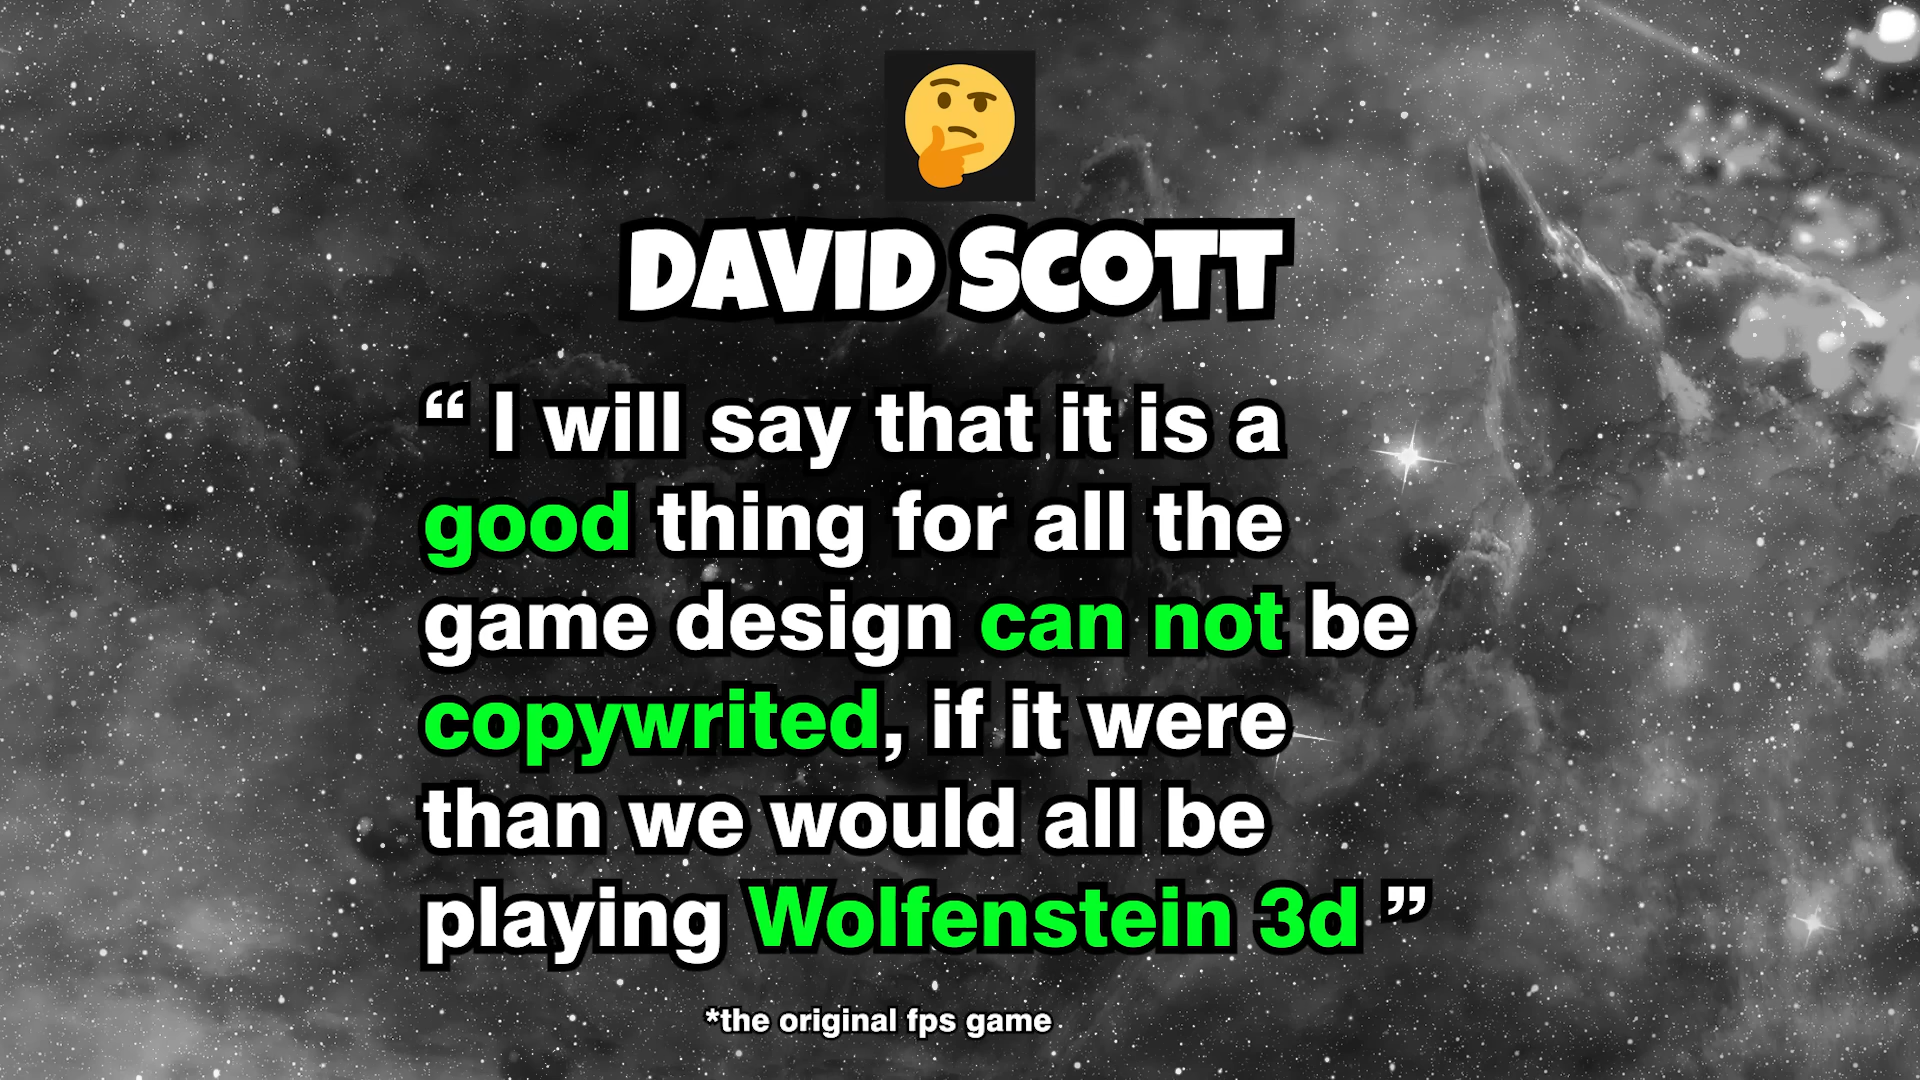 DAVID SCOTT
“ I will say that it is a
good thing for all the
game design can not be
copywrited, if it were
than we would all be
playing Wolfenstein 3d ”
*the original fps game